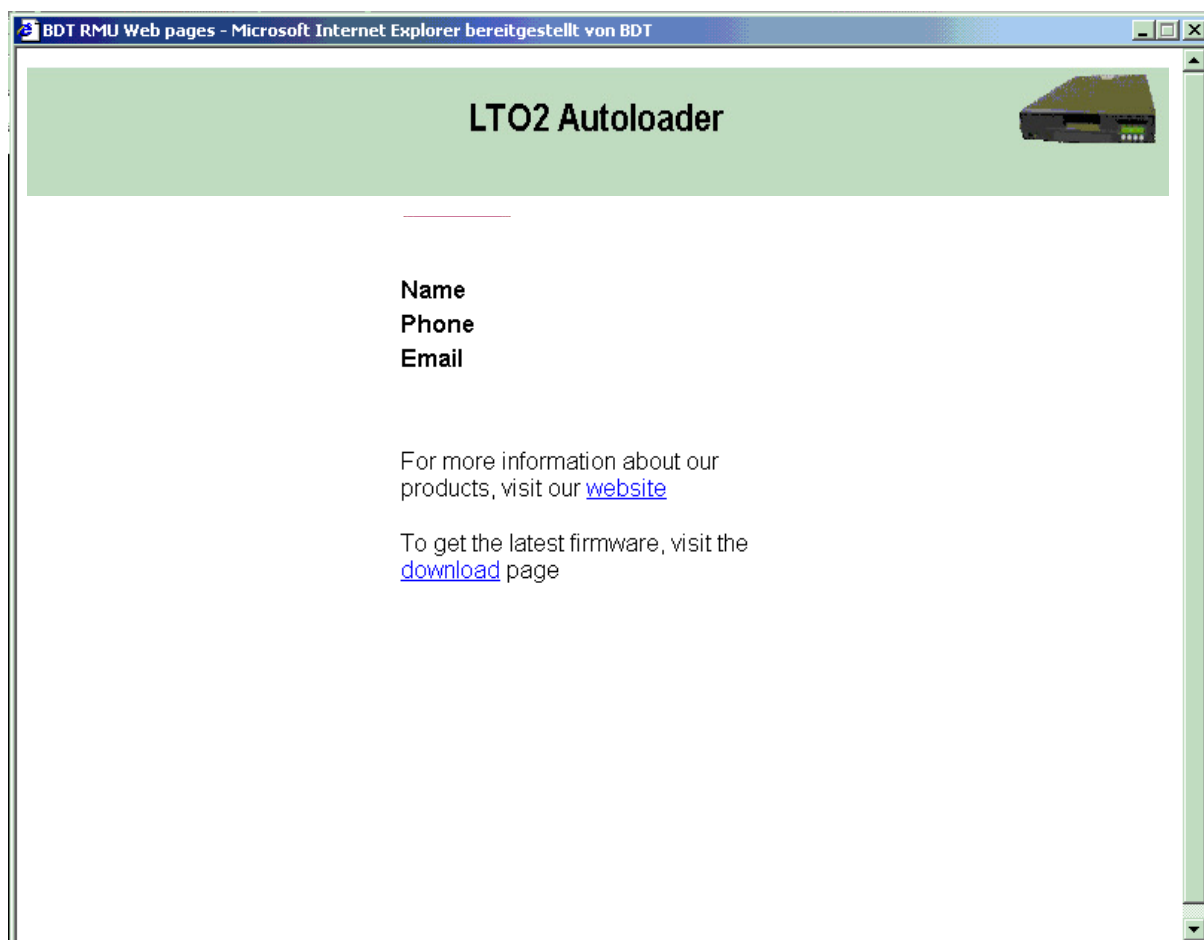 BDT RMU Web pages - Microsoft Internet Explorer bereitgestellt von BDT
LTO2 Autoloader
Name
Phone
Email
For more information about our
products, visit our website
To get the latest firmware, visit the
download page